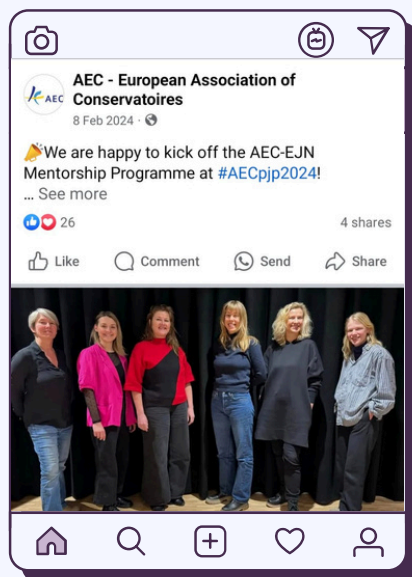 AEC
AEC - European Association of
Conservatoires
8 Feb 2024 ·
We are happy to kick off the AEC-EJN
Mentorship Programme at #AECpjp2024!
... See more
26 4 shares
Like Comment Send Share